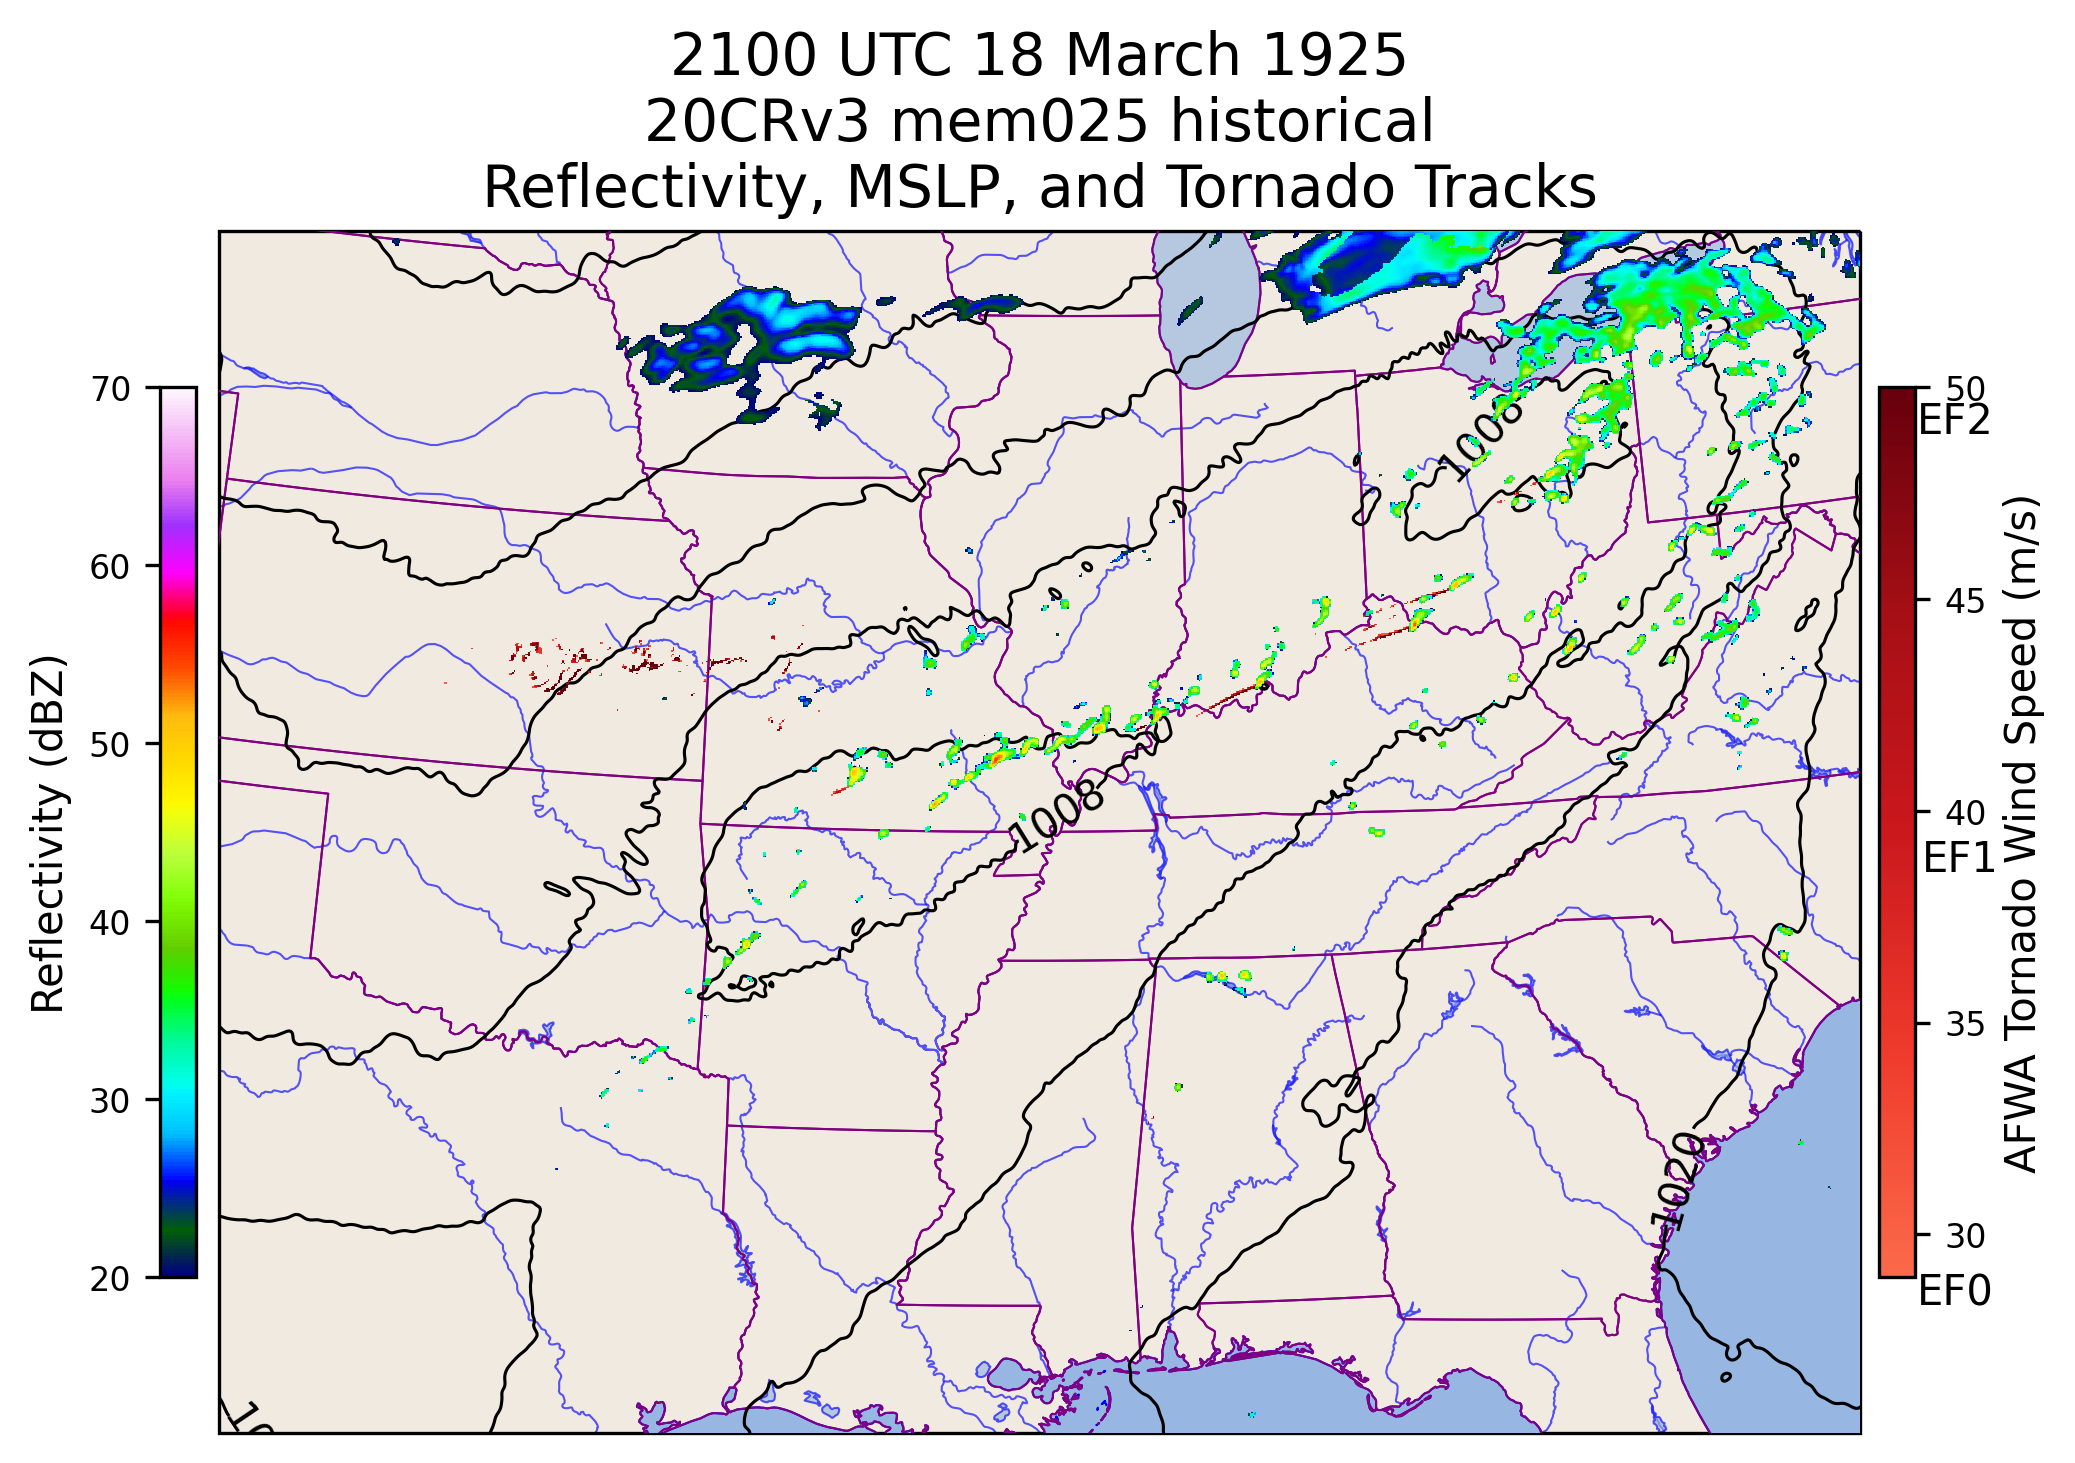 2100 UTC 18 March 1925
20CRv3 mem025 historical
Reflectivity, MSLP, and Tornado Tracks
Reflectivity (dBZ)
70
60
50
40
30
20
1008
1008
1020
50
EF2
45
40
EF1
35
30
EF0
AFWA Tornado Wind Speed (m/s)